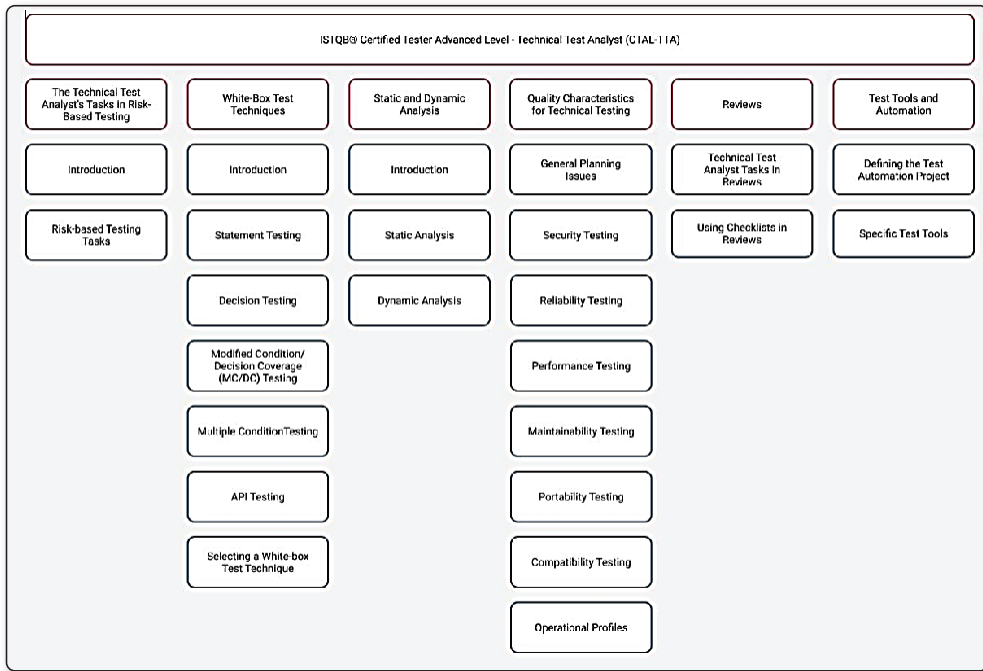 ISTQB® Certified Tester Advanced Level - Technical Test Analyst (CTAL-TTA)
The Technical Test
Analyst's Tasks in Risk-
Based Testing
Introduction
Risk-based Testing
Tasks
White-Box Test
Techniques
Introduction
Statement Testing
Decision Testing
Modified Condition/
Decision Coverage
(MC/DC) Testing
Multiple ConditionTesting
API Testing
Selecting a White-box
Test Technique
Static and Dynamic
Analysis
Introduction
Static Analysis
Dynamic Analysis
Quality Characteristics
for Technical Testing
General Planning
Issues
Security Testing
Reliability Testing
Performance Testing
Maintainability Testing
Portability Testing
Compatibility Testing
Operational Profiles
Reviews
Technical Test
Analyst Tasks in
Reviews
Using Checklists in
Reviews
Test Tools and
Automation
Defining the Test
Automation Project
Specific Test Tools